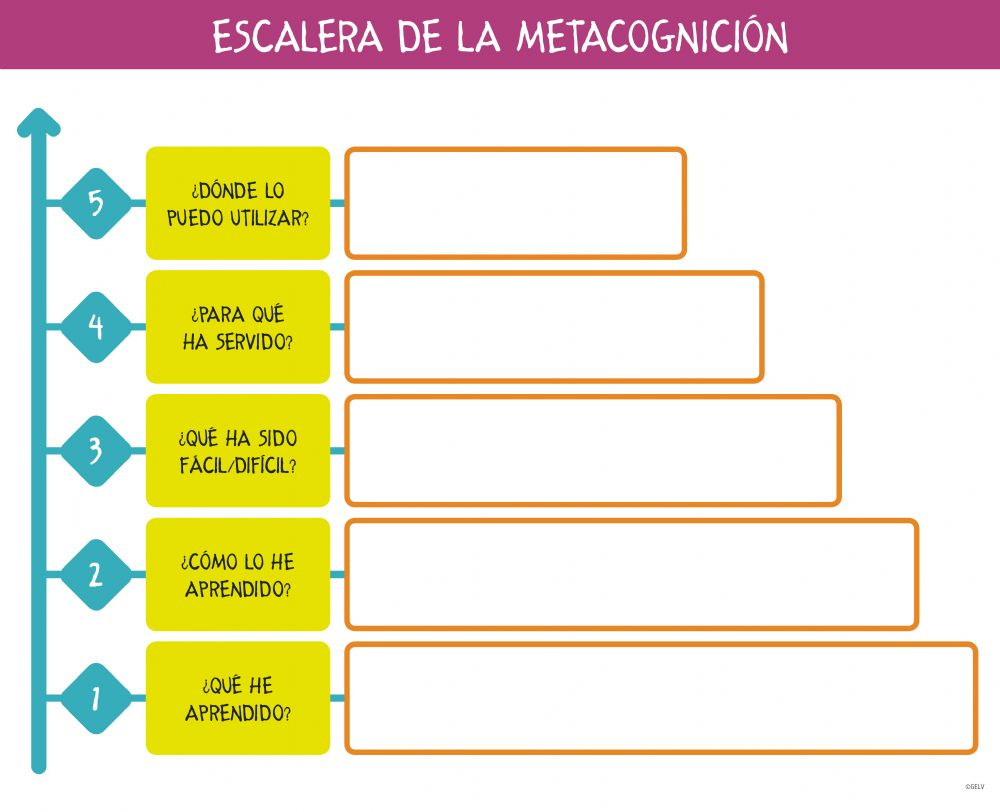 ESCALERA DE LA METACOGNICIÓN
5
¿DÓNDE LO
PUEDO UTILIZAR?
4
¿PARA QUÉ
HA SERVIDO?
3
¿QUÉ HA SIDO
FÁCIL/DIFÍCIL?
2
¿CÓMO LO HE
APRENDIDO?
1
¿QUÉ HE
APRENDIDO?
©GELV